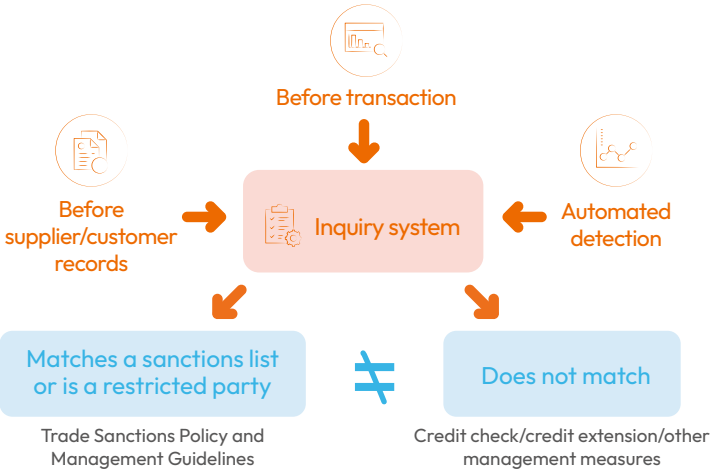 Before transaction
Before
supplier/customer
records
Inquiry system
Automated
detection
Matches a sanctions list
or is a restricted party
≠
Does not match
Trade Sanctions Policy and
Management Guidelines
Credit check/credit extension/other
management measures